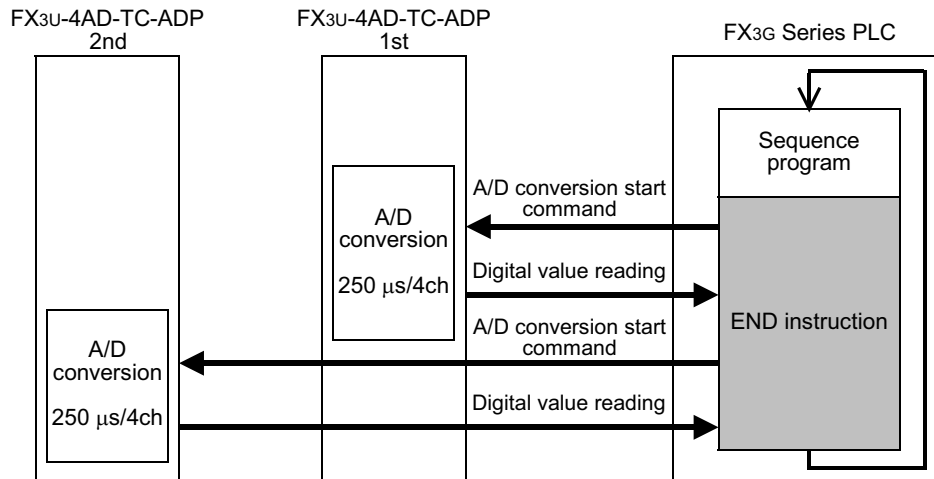 FX3U-4AD-TC-ADP
2nd
FX3U-4AD-TC-ADP
1st
FX3G Series PLC
Sequence
program
A/D conversion start
command
A/D
conversion
250 μs/4ch
Digital value reading
END instruction
A/D conversion start
command
A/D
conversion
250 μs/4ch
Digital value reading